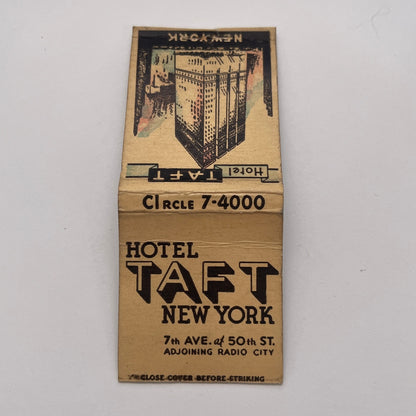 NEW YORK
Hotel
TAFT
CIRCLE 7-4000
HOTEL
TAFT
NEW YORK
7th AVE. at 50th ST.
ADJOINING RADIO CITY
CLOSE COVER BEFORE STRIKING